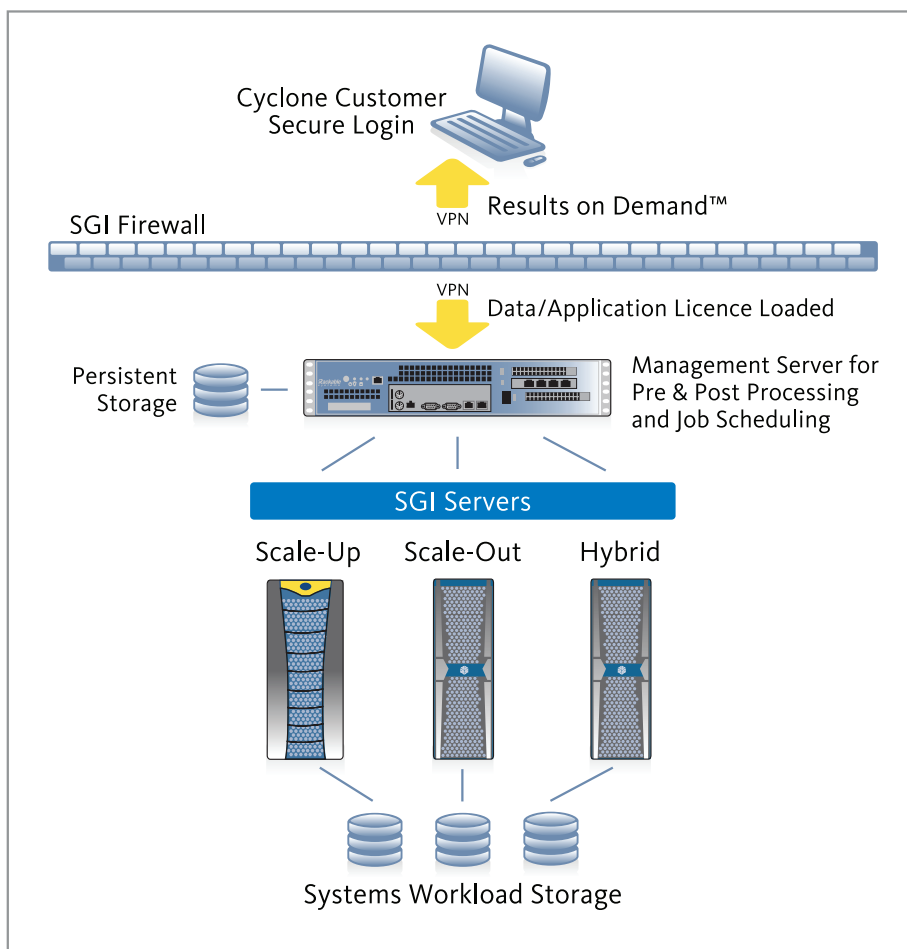 Cyclone Customer
Secure Login
VPN
Results on Demand™
SGI Firewall
VPN
Data/Application Licence Loaded
Persistent
Storage
Management Server for
Pre & Post Processing
and Job Scheduling
SGI Servers
Scale-Up
Scale-Out
Hybrid
Systems Workload Storage